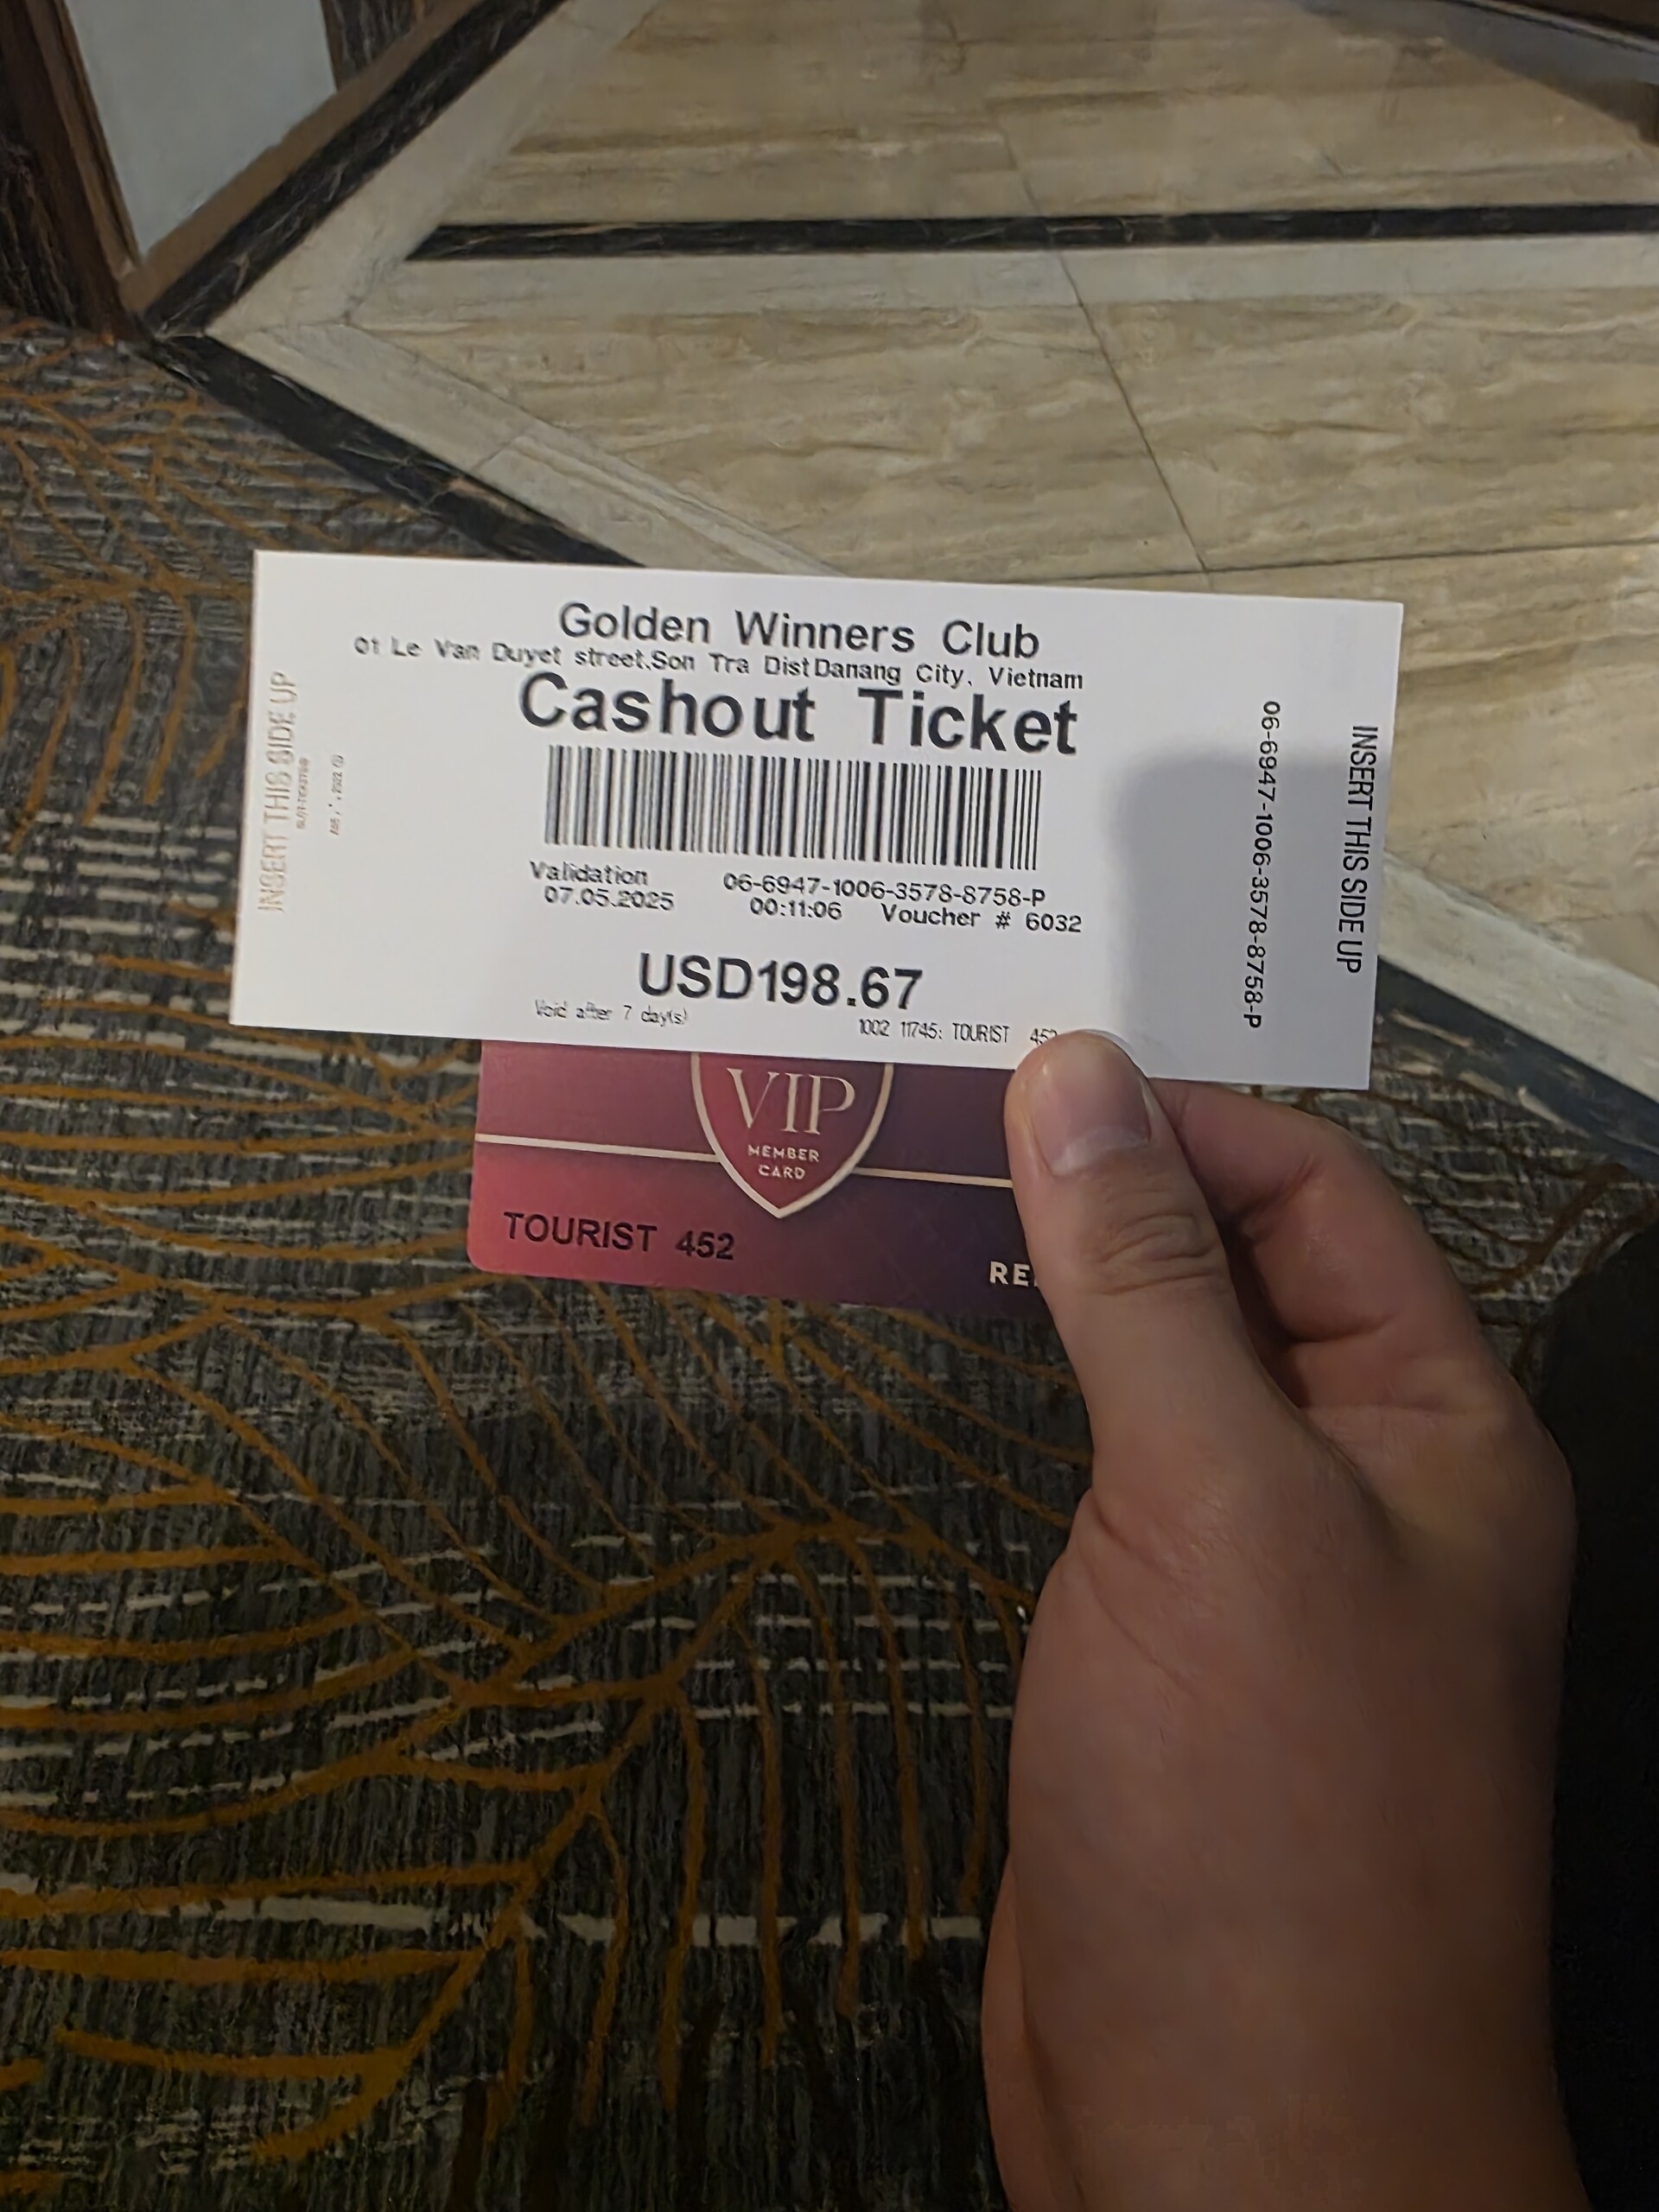 Golden Winners Club
01 Le Van Duyet street,Son Tra Dist Danang City, Vietnam
Cashout Ticket
Validation 06-6947-1006-3578-8758-P
07.05.2025 00:11:06 Voucher # 6032
USD198.67
Void after 7 day(s)
1002 11745: TOURIST 452
INSERT THIS SIDE UP
06-6947-1006-3578-8758-P
INSERT THIS SIDE UP
VIP
MEMBER
CARD
TOURIST 452